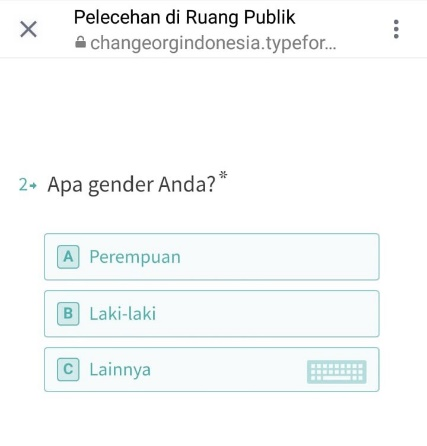 Pelecehan di Ruang Publik
changeorgindonesia.typefor...
2→ Apa gender Anda?*
A Perempuan
B Laki-laki
C Lainnya